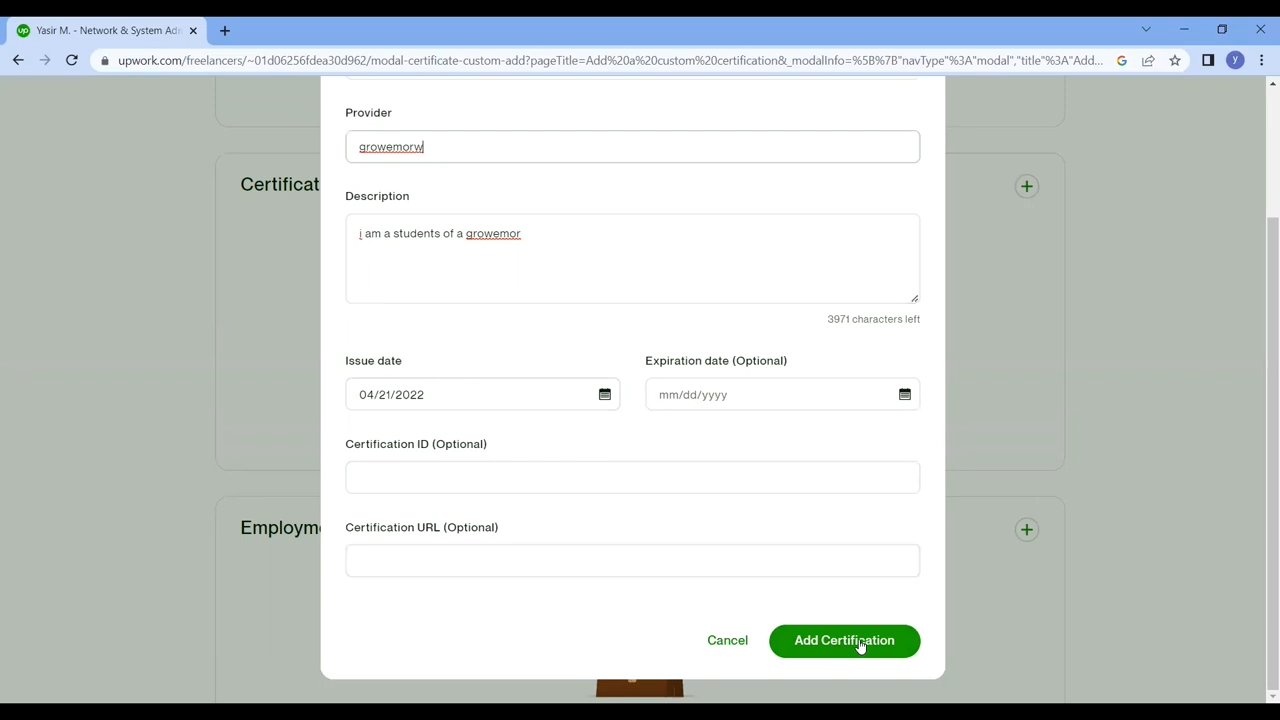 up Yasir M. - Network & System Adm
upwork.com/freelancers/~01d06256fdea30d962/modal-certificate-custom-add?pageTitle=Add%20a%20custom%20certification&_modalInfo=%5B%7B"navType"%3A"modal","title"%3A"Add...
y
Provider
growemorw
Certificat
Description
i am a students of a growemor
3971 characters left
Issue date
Expiration date (Optional)
04/21/2022
mm/dd/yyyy
Certification ID (Optional)
Certification URL (Optional)
Employme
Cancel
Add Certification